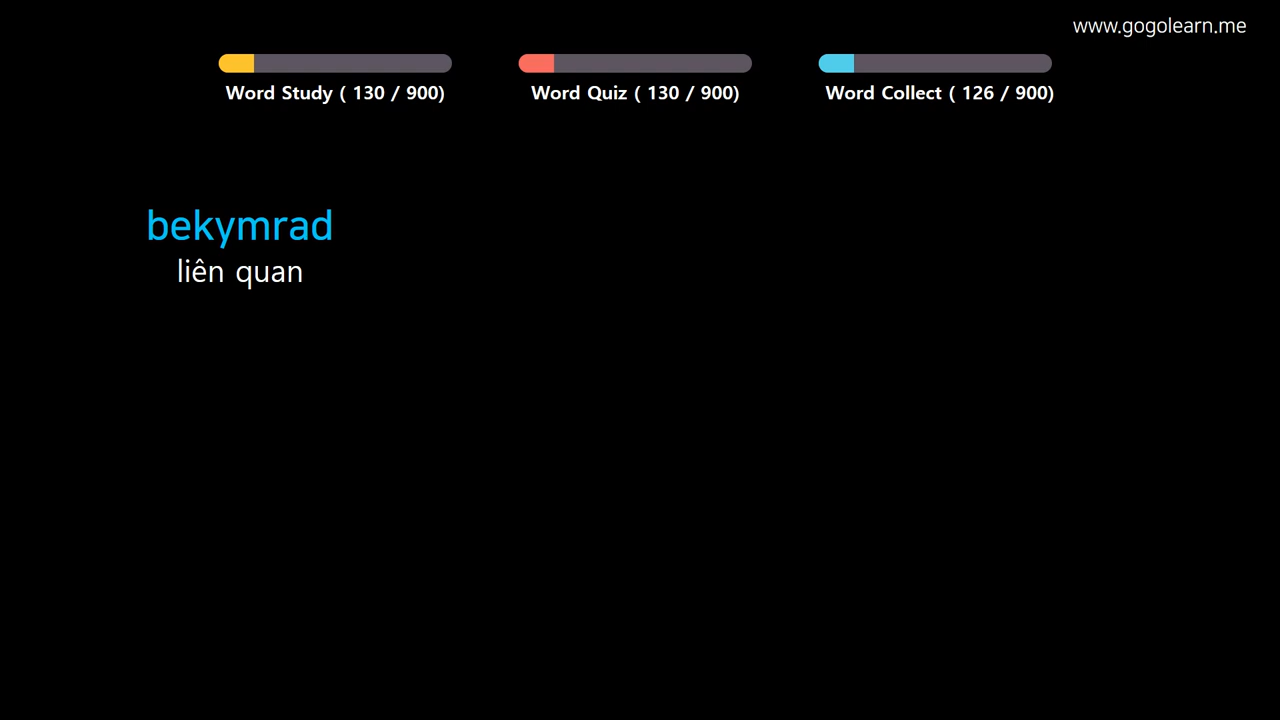 www.gogolearn.me
Word Study ( 130 / 900)
Word Quiz ( 130 / 900)
Word Collect ( 126 / 900)
bekymrad
liên quan